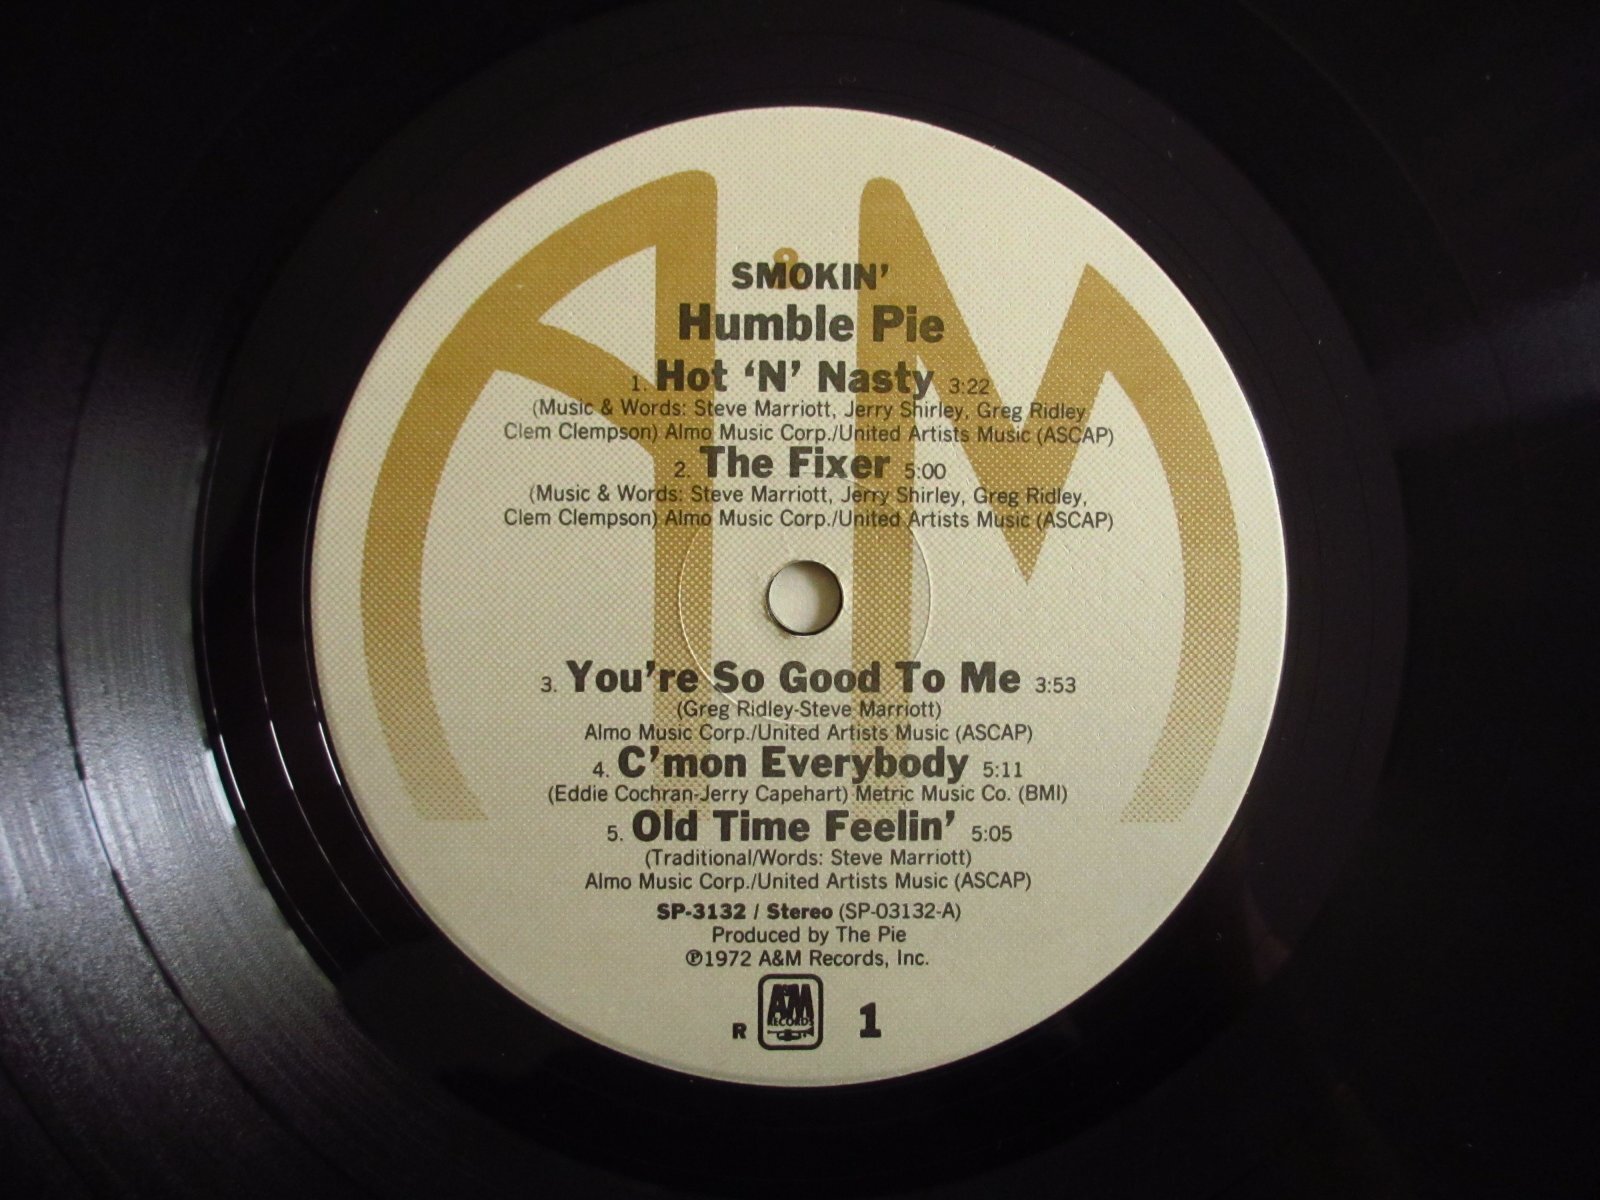 &
SMOKIN'
Humble Pie
1. Hot 'N' Nasty 3:22
(Music & Words: Steve Marriott, Jerry Shirley, Greg Ridley
Clem Clempson) Almo Music Corp./United Artists Music (ASCAP)
2. The Fixer 5:00
(Music & Words: Steve Marriott, Jerry Shirley, Greg Ridley,
Clem Clempson) Almo Music Corp./United Artists Music (ASCAP)
3. You're So Good To Me 3:53
(Greg Ridley-Steve Marriott)
Almo Music Corp./United Artists Music (ASCAP)
4. C'mon Everybody 5:11
(Eddie Cochran-Jerry Capehart) Metric Music Co. (BMI)
5. Old Time Feelin' 5:05
(Traditional/Words: Steve Marriott)
Almo Music Corp./United Artists Music (ASCAP)
SP-3132 / Stereo (SP-03132-A)
Produced by The Pie
℗1972 A&M Records, Inc.
R A&M RECORDS 1